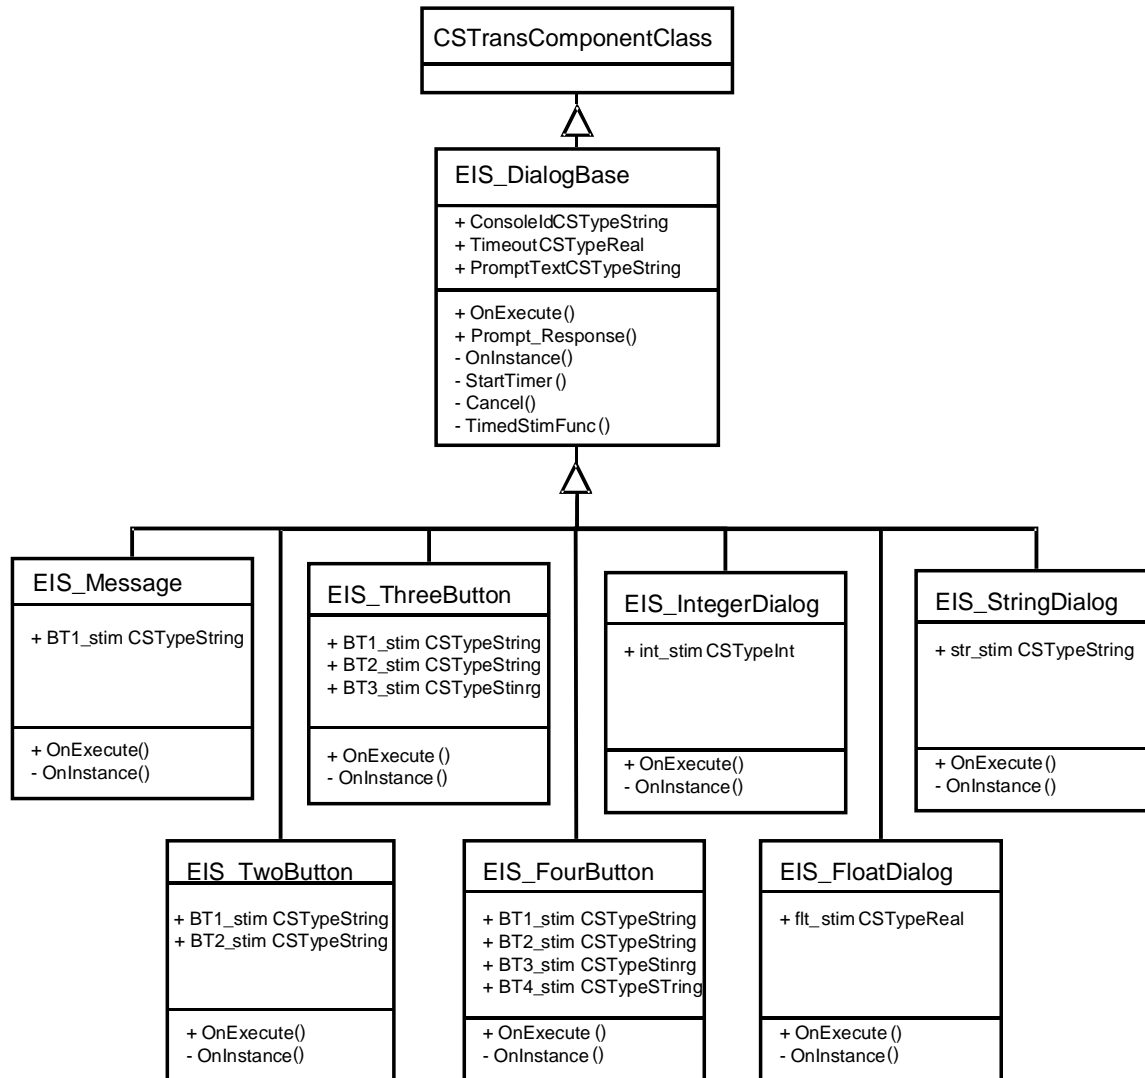 CSTransComponentClass
EIS_DialogBase
+ ConsoleIdCSTypeString
+ TimeoutCSTypeReal
+ PromptTextCSTypeString
+ OnExecute()
+ Prompt_Response()
- OnInstance()
- StartTimer()
- Cancel()
- TimedStimFunc()
EIS_Message
+ BT1_stim CSTypeString
+ OnExecute()
- OnInstance()
EIS_ThreeButton
+ BT1_stim CSTypeString
+ BT2_stim CSTypeString
+ BT3_stim CSTypeStinrg
+ OnExecute()
- OnInstance()
EIS_IntegerDialog
+ int_stim CSTypeInt
+ OnExecute()
- OnInstance()
EIS_StringDialog
+ str_stim CSTypeString
+ OnExecute()
- OnInstance()
EIS_TwoButton
+ BT1_stim CSTypeString
+ BT2_stim CSTypeString
+ OnExecute()
- OnInstance()
EIS_FourButton
+ BT1_stim CSTypeString
+ BT2_stim CSTypeString
+ BT3_stim CSTypeStinrg
+ BT4_stim CSTypeSTring
+ OnExecute()
- OnInstance()
EIS_FloatDialog
+ flt_stim CSTypeReal
+ OnExecute()
- OnInstance()